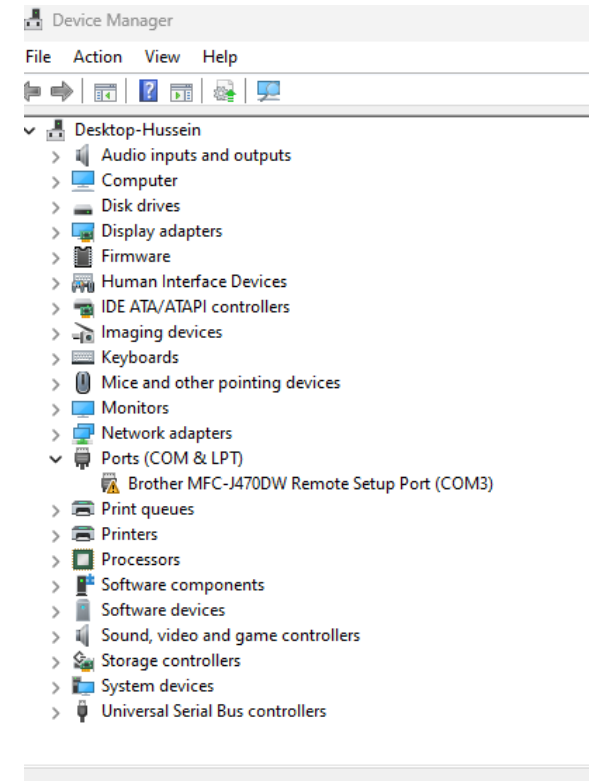 Device Manager
File Action View Help
Desktop-Hussein
Audio inputs and outputs
Computer
Disk drives
Display adapters
Firmware
Human Interface Devices
IDE ATA/ATAPI controllers
Imaging devices
Keyboards
Mice and other pointing devices
Monitors
Network adapters
Ports (COM & LPT)
Brother MFC-J470DW Remote Setup Port (COM3)
Print queues
Printers
Processors
Software components
Software devices
Sound, video and game controllers
Storage controllers
System devices
Universal Serial Bus controllers